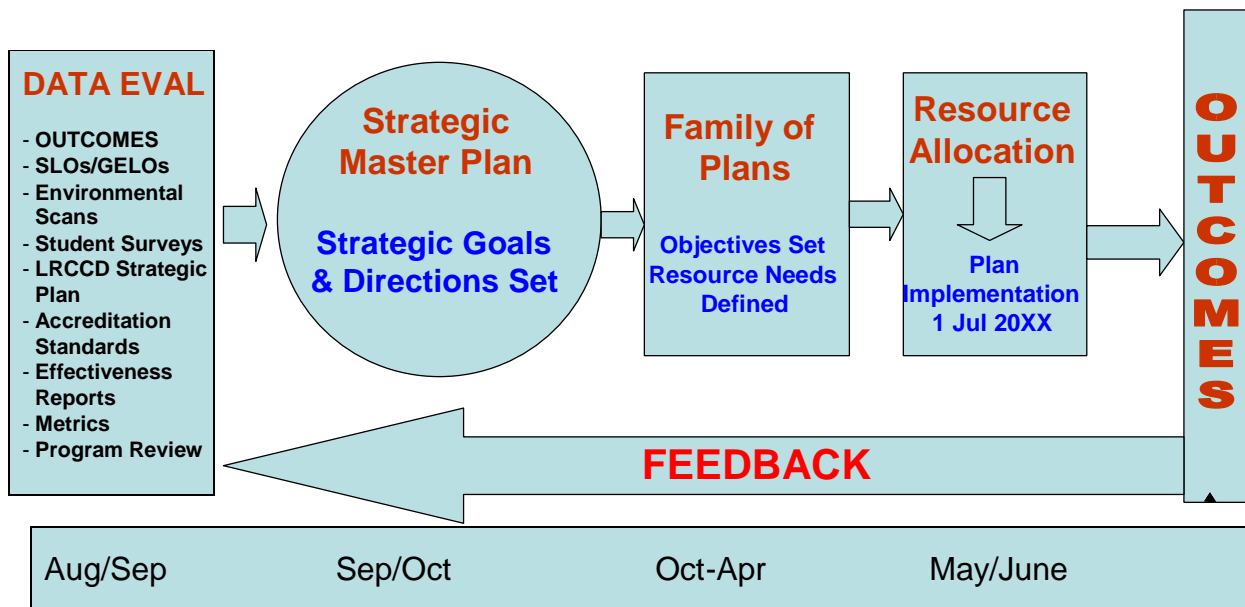 DATA EVAL
- OUTCOMES
- SLOs/GELOs
- Environmental
Scans
- Student Surveys
- LRCCD Strategic
Plan
- Accreditation
Standards
- Effectiveness
Reports
- Metrics
- Program Review
Strategic
Master Plan
Strategic Goals
& Directions Set
Family of
Plans
Objectives Set
Resource Needs
Defined
Resource
Allocation
Plan
Implementation
1 Jul 20XX
OUTCOMES
FEEDBACK
Aug/Sep
Sep/Oct
Oct-Apr
May/June